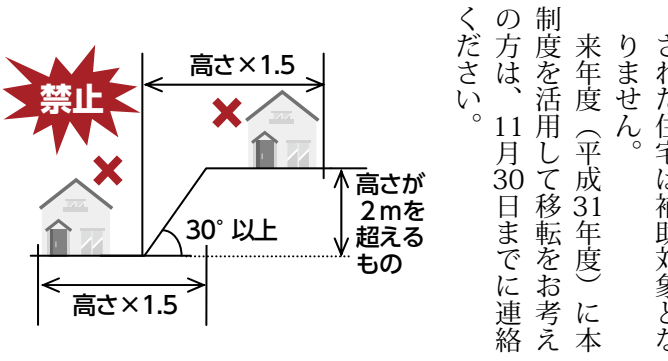 された住宅は補助対象とな
りません。
来年度（平成31年度）に本
制度を活用して移転をお考え
の方は、11月30日までに連絡
ください。
禁止
高さ×1.5
30°以上
高さが
2mを
超える
もの
高さ×1.5